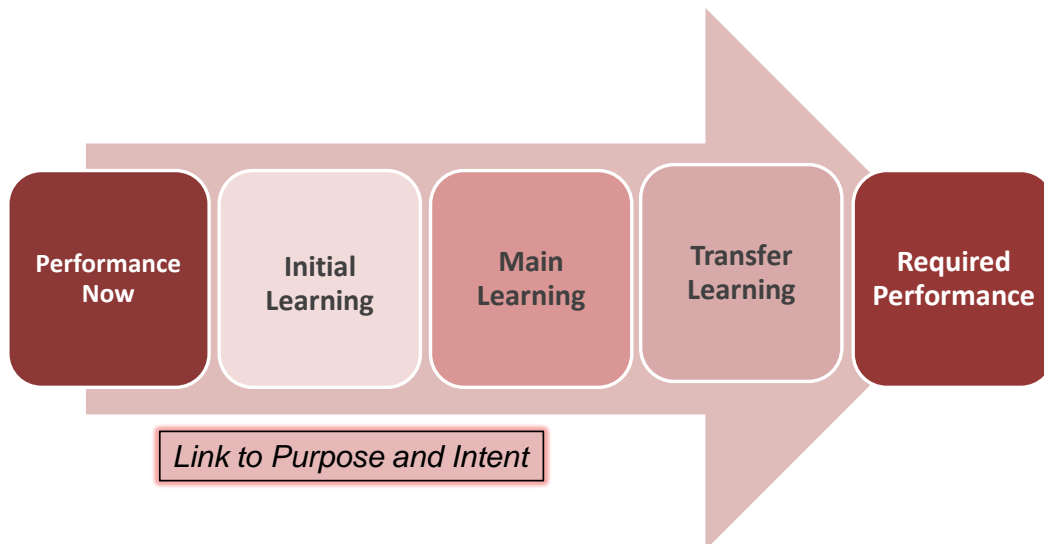 Performance
Now
Initial
Learning
Main
Learning
Transfer
Learning
Required
Performance
Link to Purpose and Intent